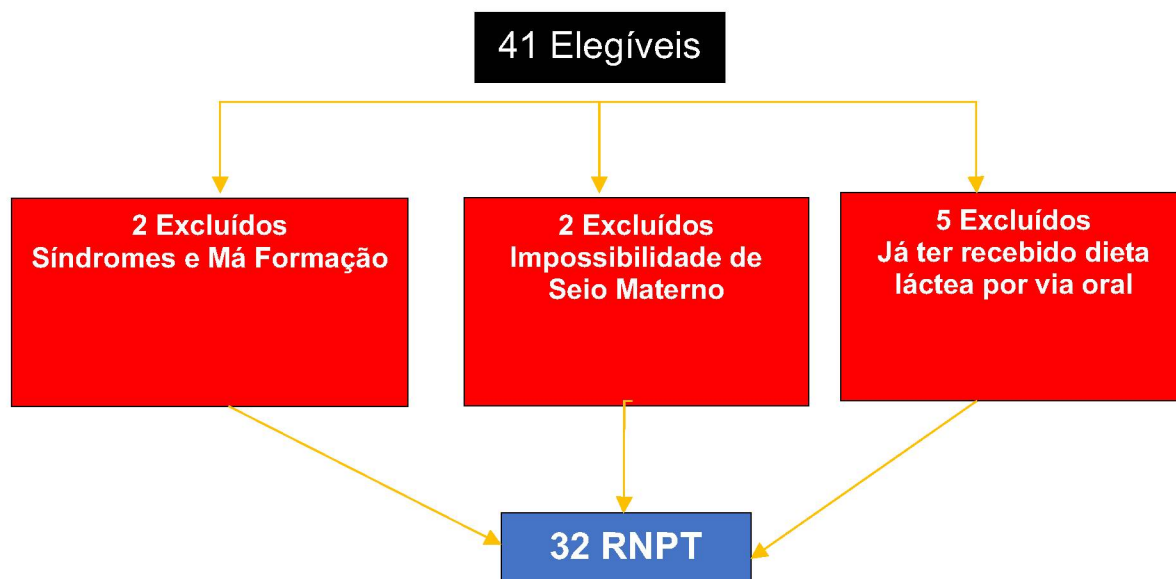 41 Elegíveis
2 Excluídos
Síndromes e Má Formação
2 Excluídos
Impossibilidade de
Seio Materno
5 Excluídos
Já ter recebido dieta
láctea por via oral
32 RNPT